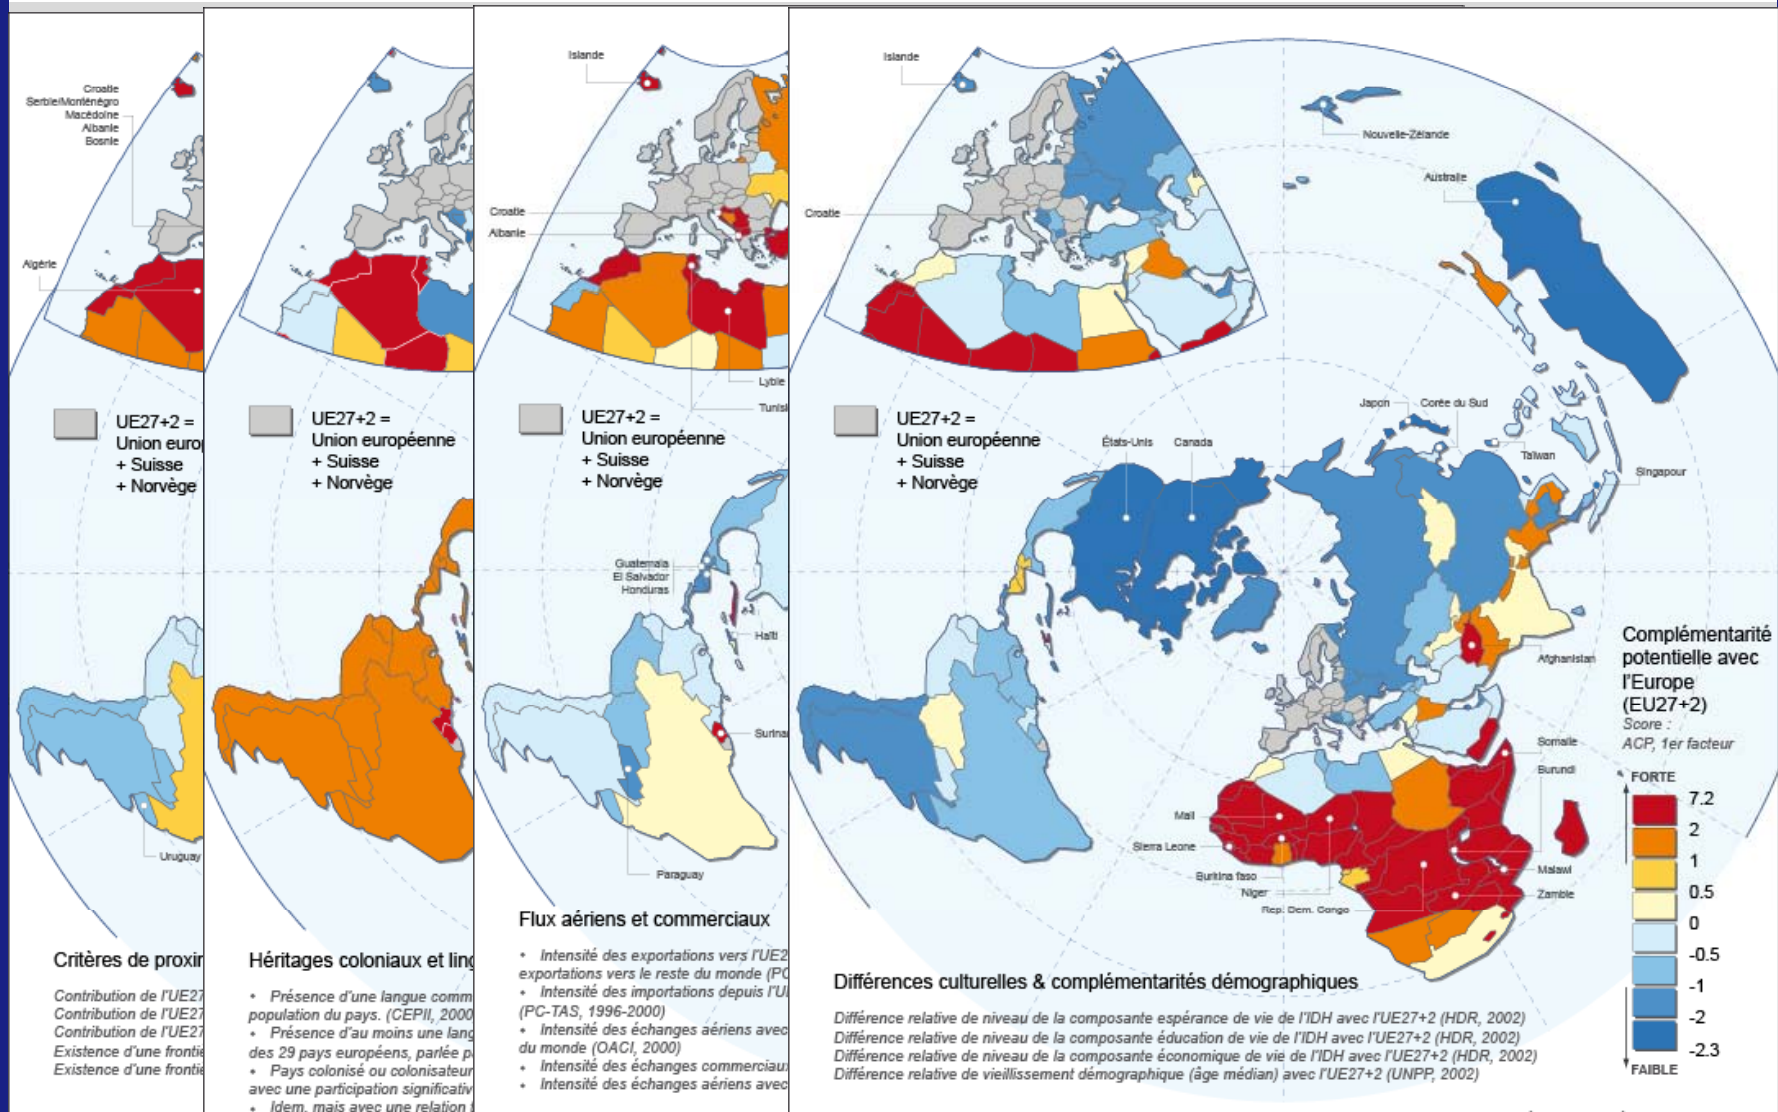 Croatie
Serbie/Monténégro
Macédoine
Albanie
Bosnie
Algérie
UE27+2 =
Union europ
+ Suisse
+ Norvège
Uruguay
Critères de proxir
Contribution de l'UE27
Contribution de l'UE27
Contribution de l'UE27
Existence d'une frontie
Existence d'une frontie
UE27+2 =
Union européenne
+ Suisse
+ Norvège
Héritages coloniaux et ling
• Présence d'une langue comm
population du pays. (CEPII, 2000
• Présence d'au moins une lang
des 29 pays européens, parlée p
• Pays colonisé ou colonisateur
avec une participation significativ
• Idem, mais avec une relation
Islande
Croatie
Albanie
Lybie
Tunisi
UE27+2 =
Union européenne
+ Suisse
+ Norvège
Guatemala
El Salvador
Honduras
Haïti
Surina
Paraguay
Flux aériens et commerciaux
• Intensité des exportations vers l'UE2
exportations vers le reste du monde (PC
• Intensité des importations depuis l'U
(PC-TAS, 1996-2000)
• Intensité des échanges aériens avec
du monde (OACI, 2000)
• Intensité des échanges commerciau
• Intensité des échanges aériens avec
Islande
Croatie
Nouvelle-Zélande
Australie
UE27+2 =
Union européenne
+ Suisse
+ Norvège
Japon
Corée du Sud
États-Unis
Canada
Taïwan
Singapour
Afghanistan
Somalie
Burundi
Mali
Sierra Leone
Burkina faso
Niger
Rep. Dem. Congo
Malawi
Zambie
Complémentarité
potentielle avec
l'Europe
(EU27+2)
Score :
ACP, 1er facteur
FORTE
7.2
2
1
0.5
0
-0.5
-1
-2
-2.3
FAIBLE
Différences culturelles & complémentarités démographiques
Différence relative de niveau de la composante espérance de vie de l'IDH avec l'UE27+2 (HDR, 2002)
Différence relative de niveau de la composante éducation de vie de l'IDH avec l'UE27+2 (HDR, 2002)
Différence relative de niveau de la composante économique de vie de l'IDH avec l'UE27+2 (HDR, 2002)
Différence relative de vieillissement démographique (âge médian) avec l'UE27+2 (UNPP, 2002)